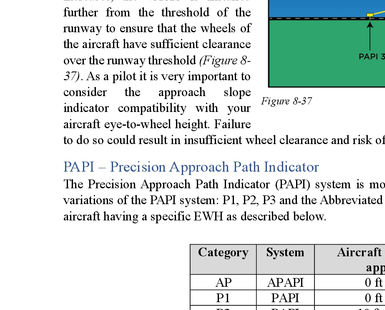 further from the threshold of the
runway to ensure that the wheels of
the aircraft have sufficient clearance
over the runway threshold (Figure 8-
37). As a pilot it is very important to
consider the approach slope
indicator compatibility with your
aircraft eye-to-wheel height. Failure
to do so could result in insufficient wheel clearance and risk of
PAPI 3
Figure 8-37
PAPI – Precision Approach Path Indicator
The Precision Approach Path Indicator (PAPI) system is mo
variations of the PAPI system: P1, P2, P3 and the Abbreviated
aircraft having a specific EWH as described below.
Category System Aircraft
app
AP APAPI 0 ft
P1 PAPI 0 ft